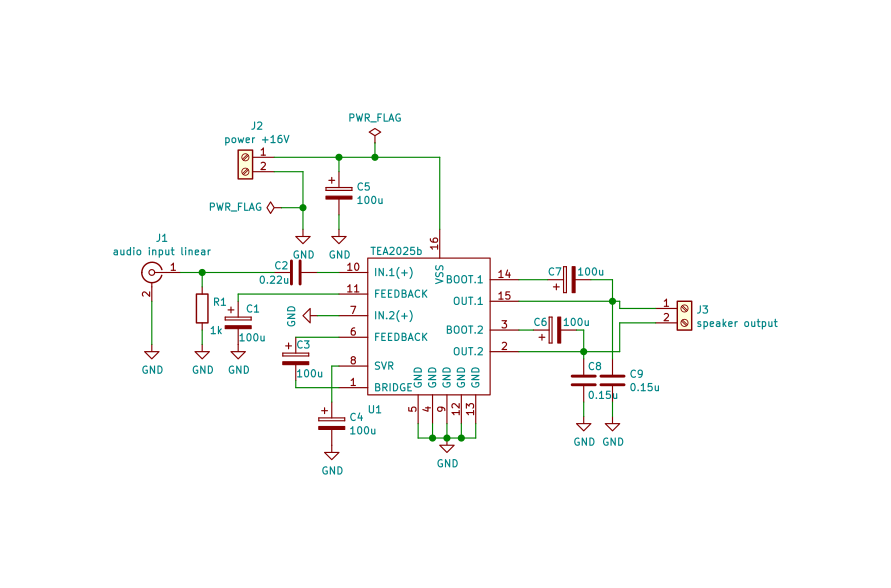 PWR_FLAG
J2
power +16V
1
2
C5
100u
PWR_FLAG
GND
GND
J1
audio input linear
1
2
GND
R1
1k
GND
C1
100u
GND
C2
0.22u
GND
C3
100u
C4
100u
GND
TEA2025b
16
VSS
10
IN.1(+)
11
FEEDBACK
7
IN.2(+)
6
FEEDBACK
8
SVR
1
BRIDGE
14
BOOT.1
15
OUT.1
3
BOOT.2
2
OUT.2
GND
GND
GND
GND
GND
5
4
9
12
13
U1
GND
C7
100u
C6
100u
C8
0.15u
C9
0.15u
GND
GND
1
2
J3
speaker output